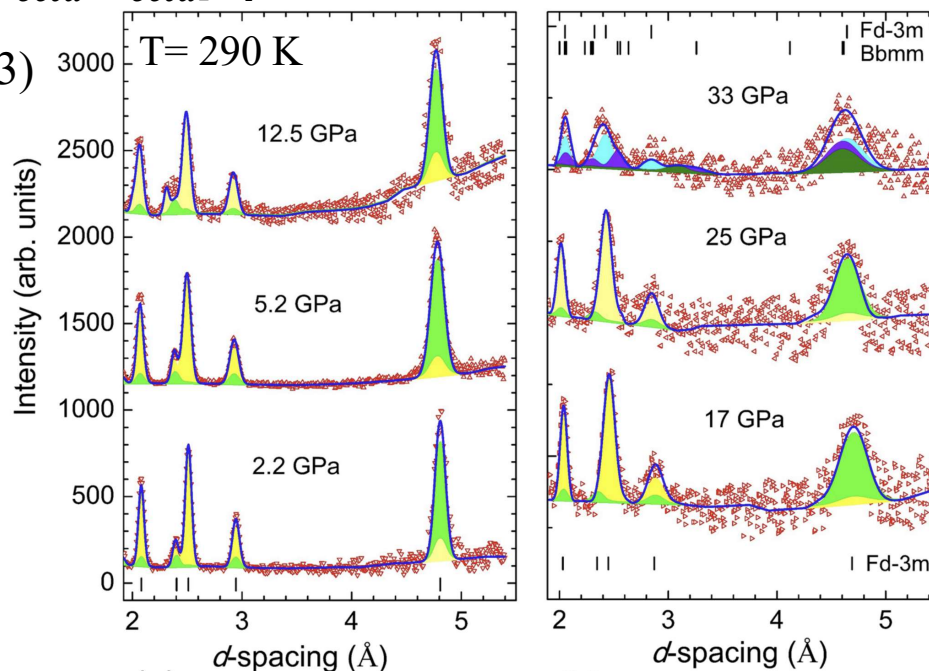 3)
T= 290 K
Intensity (arb. units)
3000
2500
2000
1500
1000
500
0
12.5 GPa
5.2 GPa
2.2 GPa
2 3 4 5
d-spacing (Å)
Fd-3m
Bbmm
33 GPa
25 GPa
17 GPa
Fd-3m
2 3 4 5
d-spacing (Å)